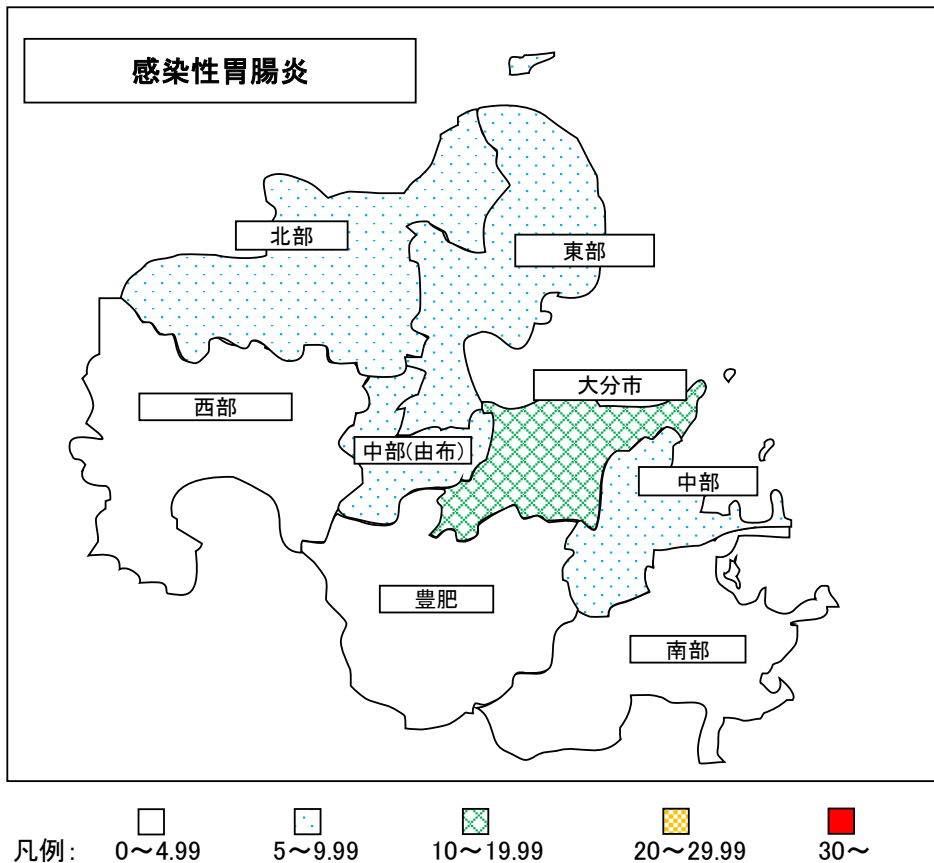 感染性胃腸炎
北部
東部
大分市
西部
中部(由布)
中部
豊肥
南部
凡例: 0～4.99 5～9.99 10～19.99 20～29.99 30～